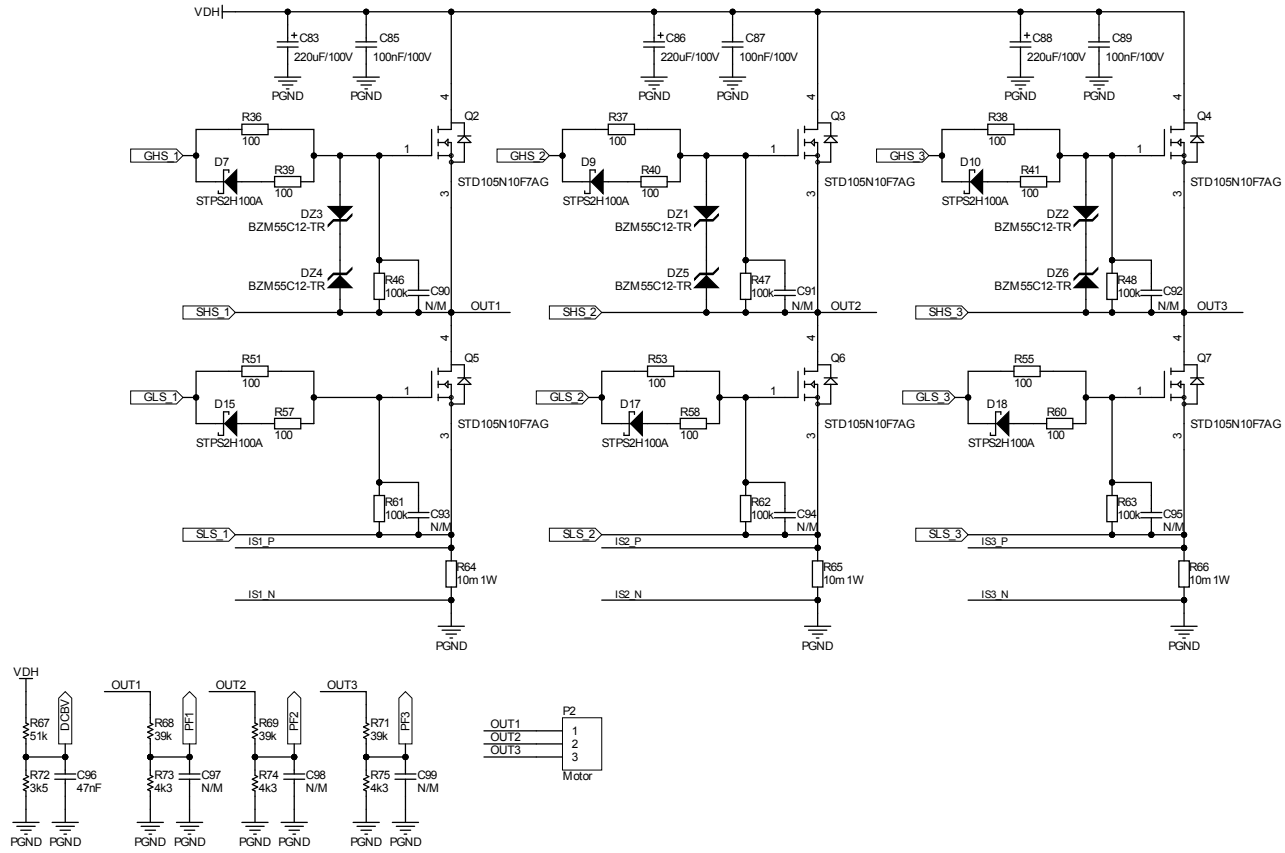 VDH
C83
220uF/100V
C85
100nF/100V
C86
220uF/100V
C87
100nF/100V
C88
220uF/100V
C89
100nF/100V
PGND
PGND
PGND
PGND
PGND
PGND
4
4
4
R36
100
Q2
R37
100
Q3
R38
100
Q4
GHS_1
1
GHS_2
1
GHS_3
1
D7
R39
100
STPS2H100A
STD105N10F7AG
D9
R40
100
STPS2H100A
STD105N10F7AG
D10
R41
100
STPS2H100A
STD105N10F7AG
3
3
3
DZ3
BZM55C12-TR
DZ1
BZM55C12-TR
DZ2
BZM55C12-TR
DZ4
BZM55C12-TR
R46
100k
C90
N/M
DZ5
BZM55C12-TR
R47
100k
C91
N/M
DZ6
BZM55C12-TR
R48
100k
C92
N/M
SHS_1
OUT1
SHS_2
OUT2
SHS_3
OUT3
4
4
4
R51
100
Q5
R53
100
Q6
R55
100
Q7
GLS_1
1
GLS_2
1
GLS_3
1
D15
R57
100
STPS2H100A
STD105N10F7AG
D17
R58
100
STPS2H100A
STD105N10F7AG
D18
R60
100
STPS2H100A
STD105N10F7AG
3
3
3
R61
100k
C93
N/M
R62
100k
C94
N/M
R63
100k
C95
N/M
SLS_1
SLS_2
SLS_3
IS1_P
IS2_P
IS3_P
R64
10m 1W
R65
10m 1W
R66
10m 1W
IS1_N
IS2_N
IS3_N
PGND
PGND
PGND
VDH
DCBV
R67
51k
R72
3k5
C96
47nF
PGND
PGND
OUT1
PF1
R68
39k
R73
4k3
C97
N/M
PGND
PGND
OUT2
PF2
R69
39k
R74
4k3
C98
N/M
PGND
PGND
OUT3
PF3
R71
39k
R75
4k3
C99
N/M
PGND
PGND
P2
OUT1
1
OUT2
2
OUT3
3
Motor